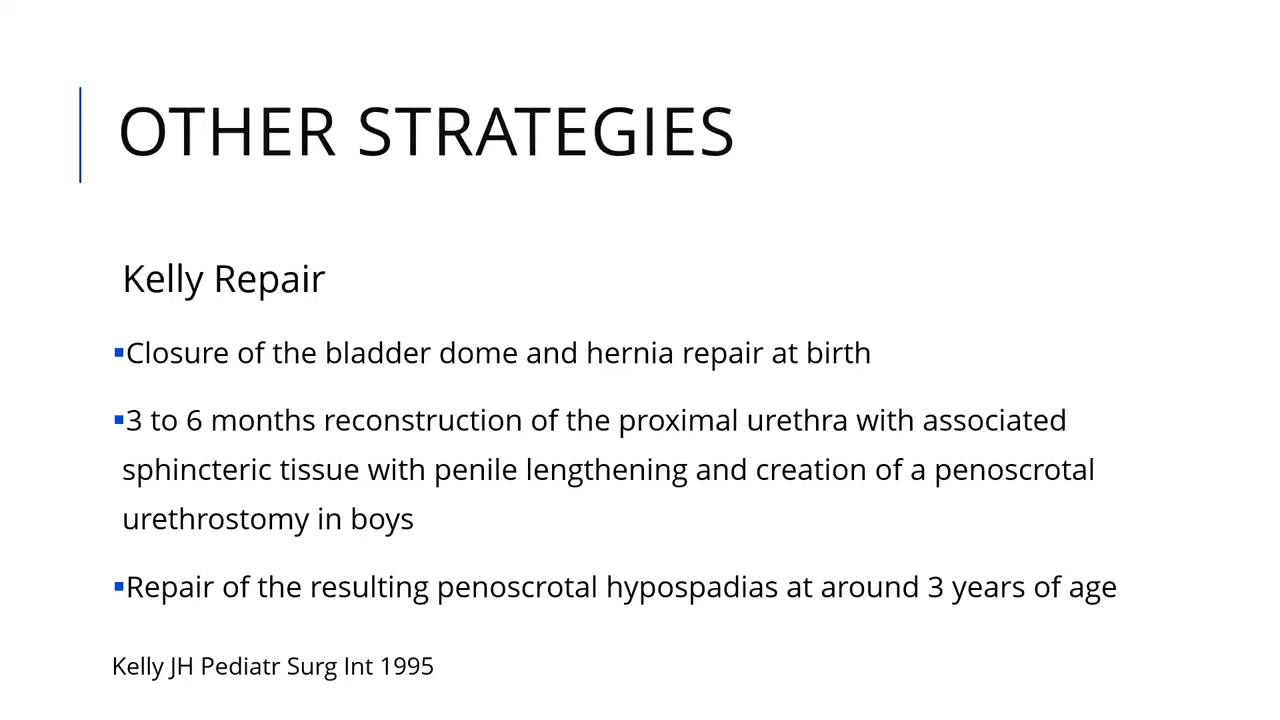 OTHER STRATEGIES
Kelly Repair
▪Closure of the bladder dome and hernia repair at birth
▪3 to 6 months reconstruction of the proximal urethra with associated
sphincteric tissue with penile lengthening and creation of a penoscrotal
urethrostomy in boys
▪Repair of the resulting penoscrotal hypospadias at around 3 years of age
Kelly JH Pediatr Surg Int 1995